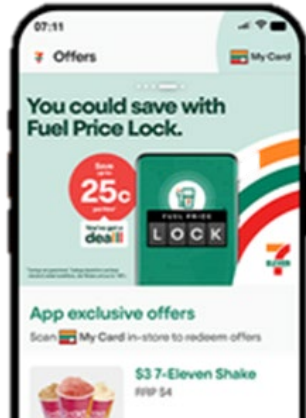 07:11
Offers
My Card
You could save with
Fuel Price Lock.
Save
up to
25c
per litre
You've got a
deal!!!
FUEL PRICE
LOCK
7
ELEVEN
App exclusive offers
Scan My Card in-store to redeem offers
$3 7-Eleven Shake
RRP $4